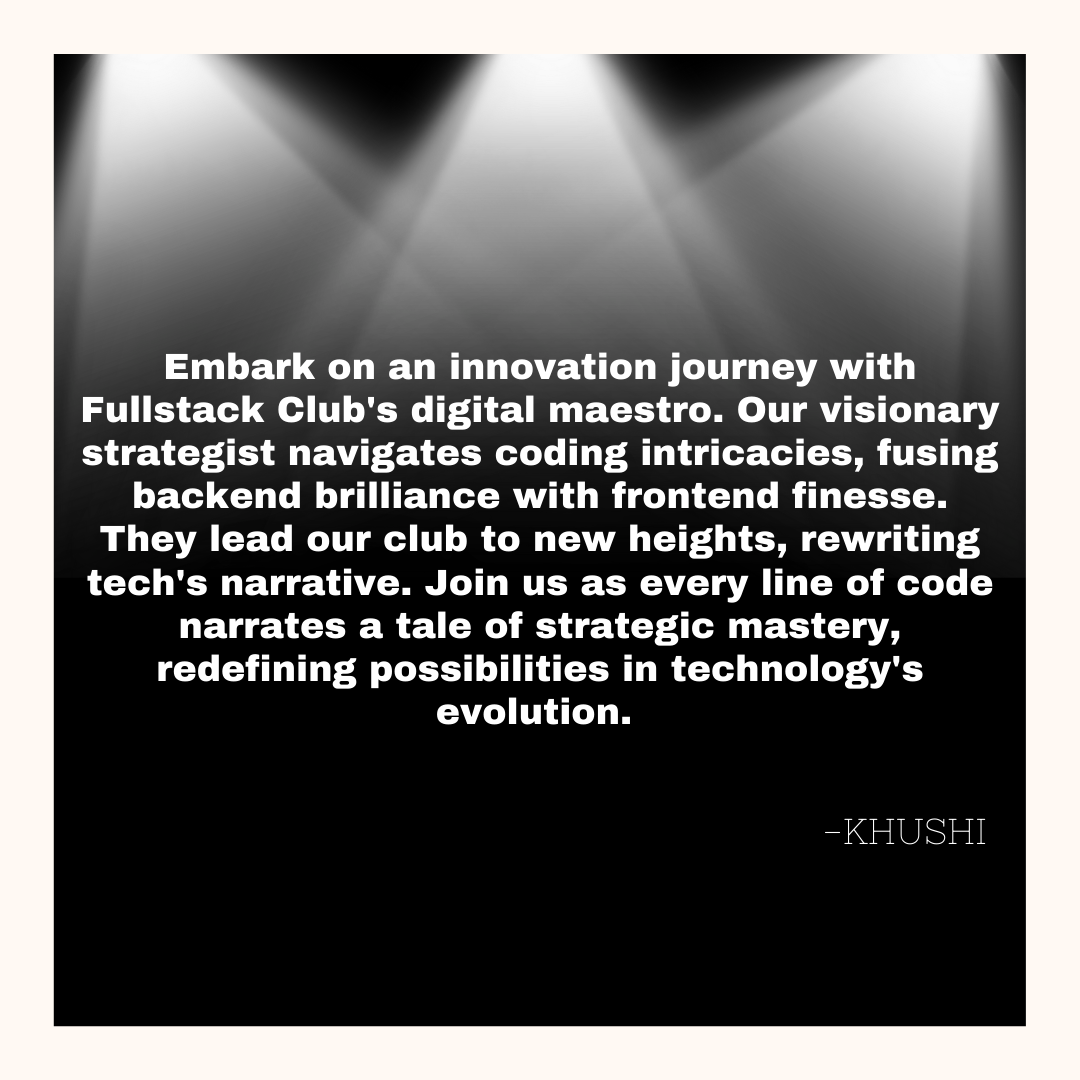 Embark on an innovation journey with
Fullstack Club's digital maestro. Our visionary
strategist navigates coding intricacies, fusing
backend brilliance with frontend finesse.
They lead our club to new heights, rewriting
tech's narrative. Join us as every line of code
narrates a tale of strategic mastery,
redefining possibilities in technology's
evolution.
-KHUSHI